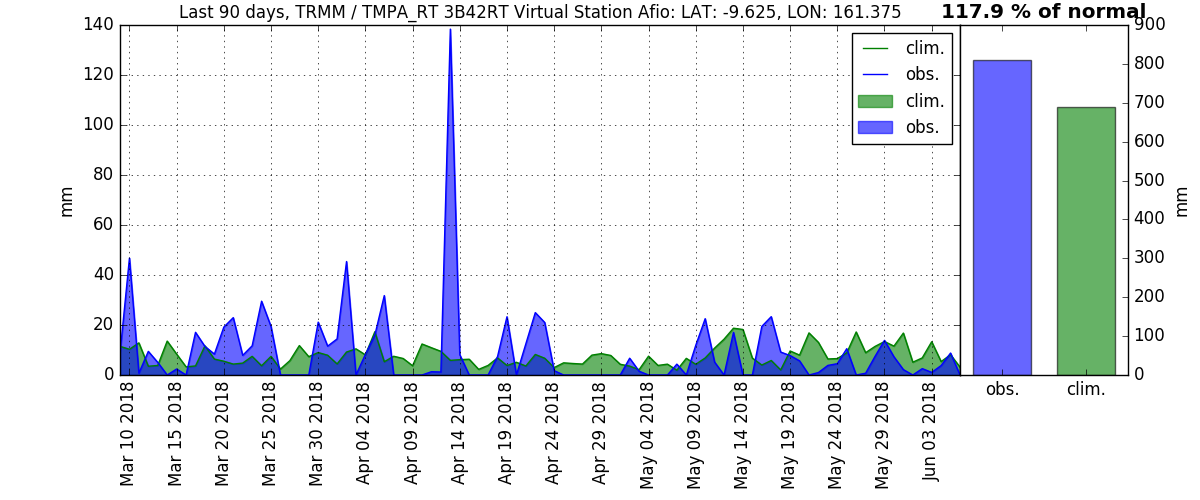 Last 90 days, TRMM / TMPA_RT 3B42RT Virtual Station Afio: LAT: -9.625, LON: 161.375
117.9 % of normal
140
120
100
80
60
40
20
0
mm
clim.
obs.
clim.
obs.
900
800
700
600
500
400
300
200
100
0
mm
Mar 10 2018
Mar 15 2018
Mar 20 2018
Mar 25 2018
Mar 30 2018
Apr 04 2018
Apr 09 2018
Apr 14 2018
Apr 19 2018
Apr 24 2018
Apr 29 2018
May 04 2018
May 09 2018
May 14 2018
May 19 2018
May 24 2018
May 29 2018
Jun 03 2018
obs.
clim.